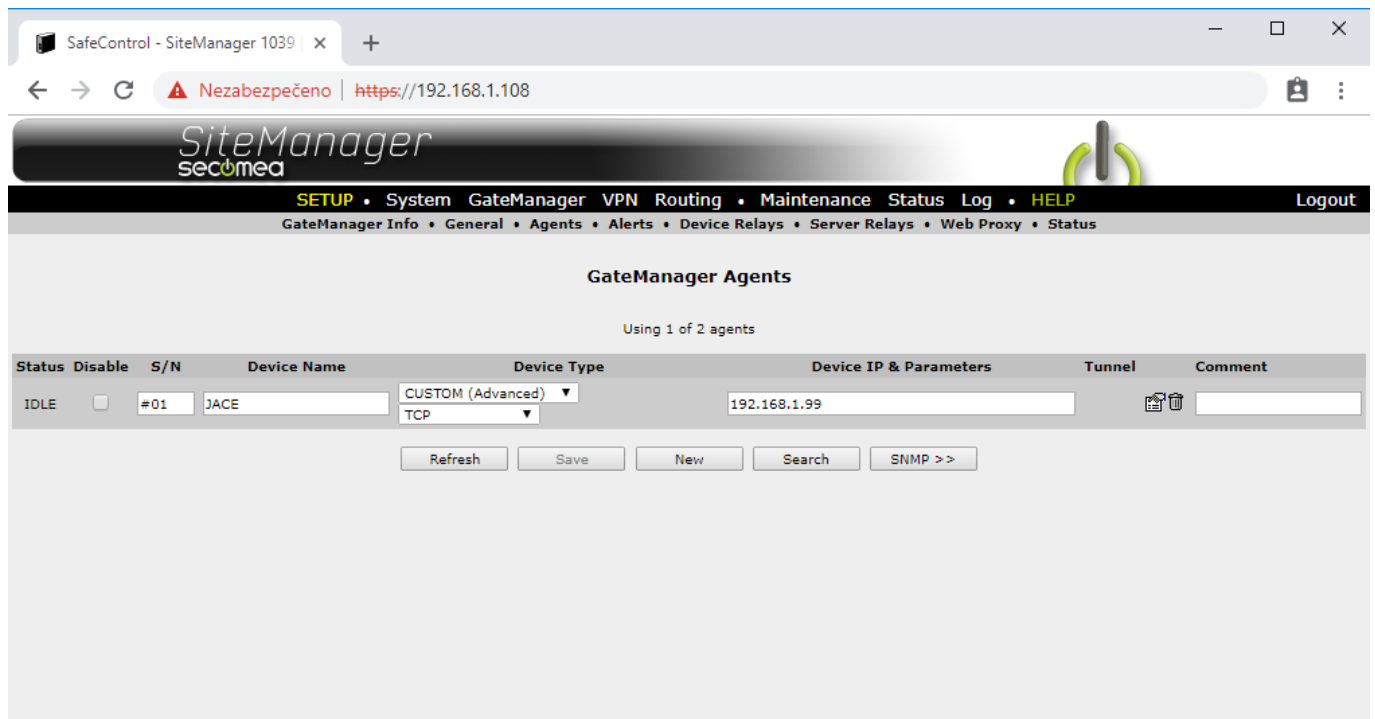 SafeControl - SiteManager 1039
Nezabezpečeno https://192.168.1.108
SiteManager
secomea
SETUP • System GateManager VPN Routing • Maintenance Status Log • HELP Logout
GateManager Info • General • Agents • Alerts • Device Relays • Server Relays • Web Proxy • Status
GateManager Agents
Using 1 of 2 agents
Status Disable S/N Device Name Device Type Device IP & Parameters Tunnel Comment
IDLE #01 JACE CUSTOM (Advanced) 192.168.1.99
TCP
Refresh Save New Search SNMP >>